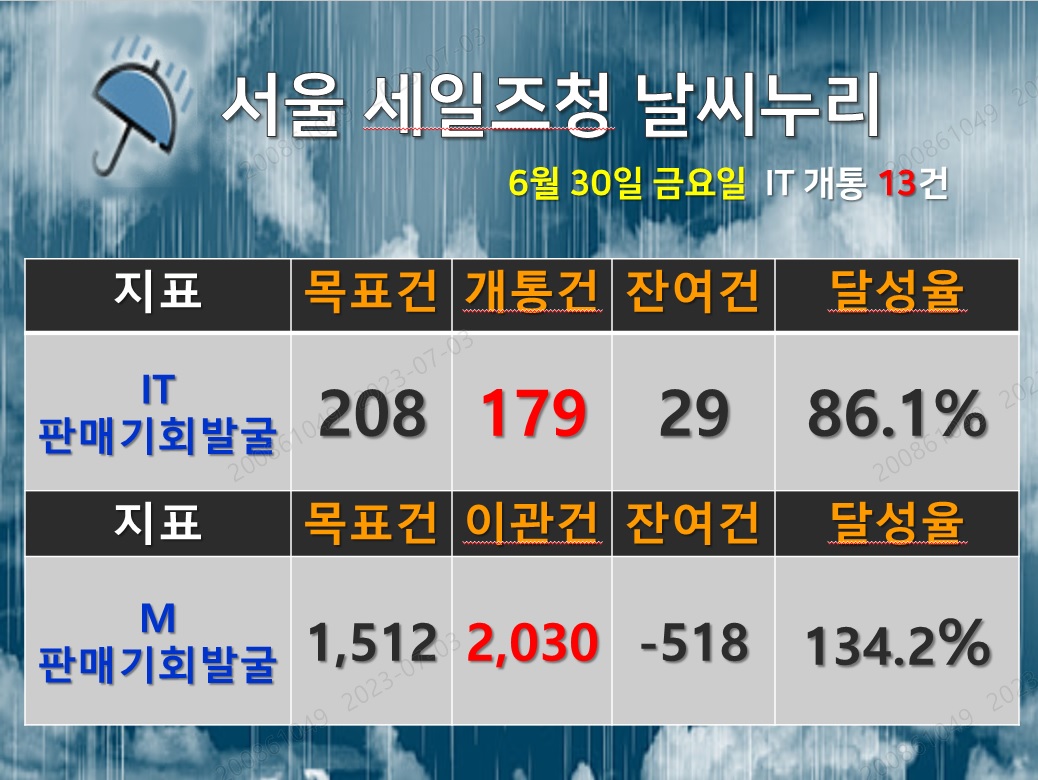 서울 세일즈청 날씨누리
6월 30일 금요일 IT 개통 13건
지표 목표건 개통건 잔여건 달성율
IT
판매기회발굴 208 179 29 86.1%
지표 목표건 이관건 잔여건 달성율
M
판매기회발굴 1,512 2,030 -518 134.2%
200861049 2023-07-03